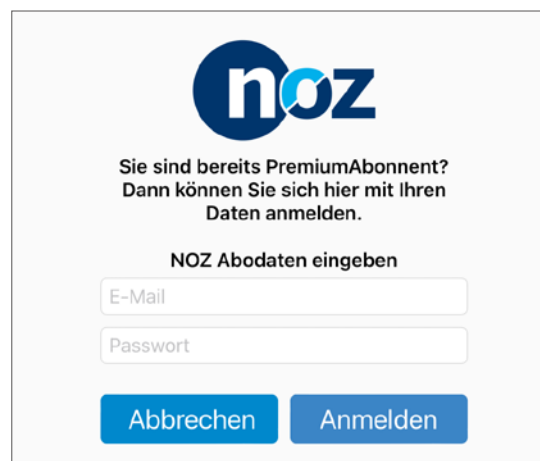 noz
Sie sind bereits PremiumAbonnent?
Dann können Sie sich hier mit Ihren
Daten anmelden.
NOZ Abodaten eingeben
E-Mail
Passwort
Abbrechen Anmelden